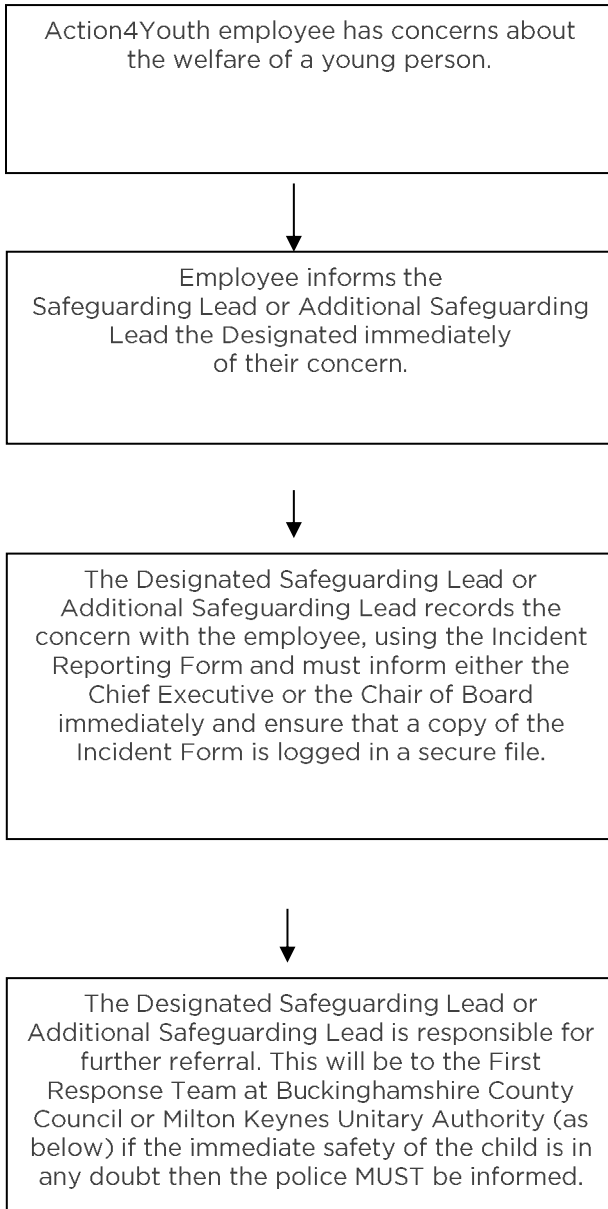 Action4Youth employee has concerns about
the welfare of a young person.
Employee informs the
Safeguarding Lead or Additional Safeguarding
Lead the Designated immediately
of their concern.
The Designated Safeguarding Lead or
Additional Safeguarding Lead records the
concern with the employee, using the Incident
Reporting Form and must inform either the
Chief Executive or the Chair of Board
immediately and ensure that a copy of the
Incident Form is logged in a secure file.
The Designated Safeguarding Lead or
Additional Safeguarding Lead is responsible for
further referral. This will be to the First
Response Team at Buckinghamshire County
Council or Milton Keynes Unitary Authority (as
below) if the immediate safety of the child is in
any doubt then the police MUST be informed.